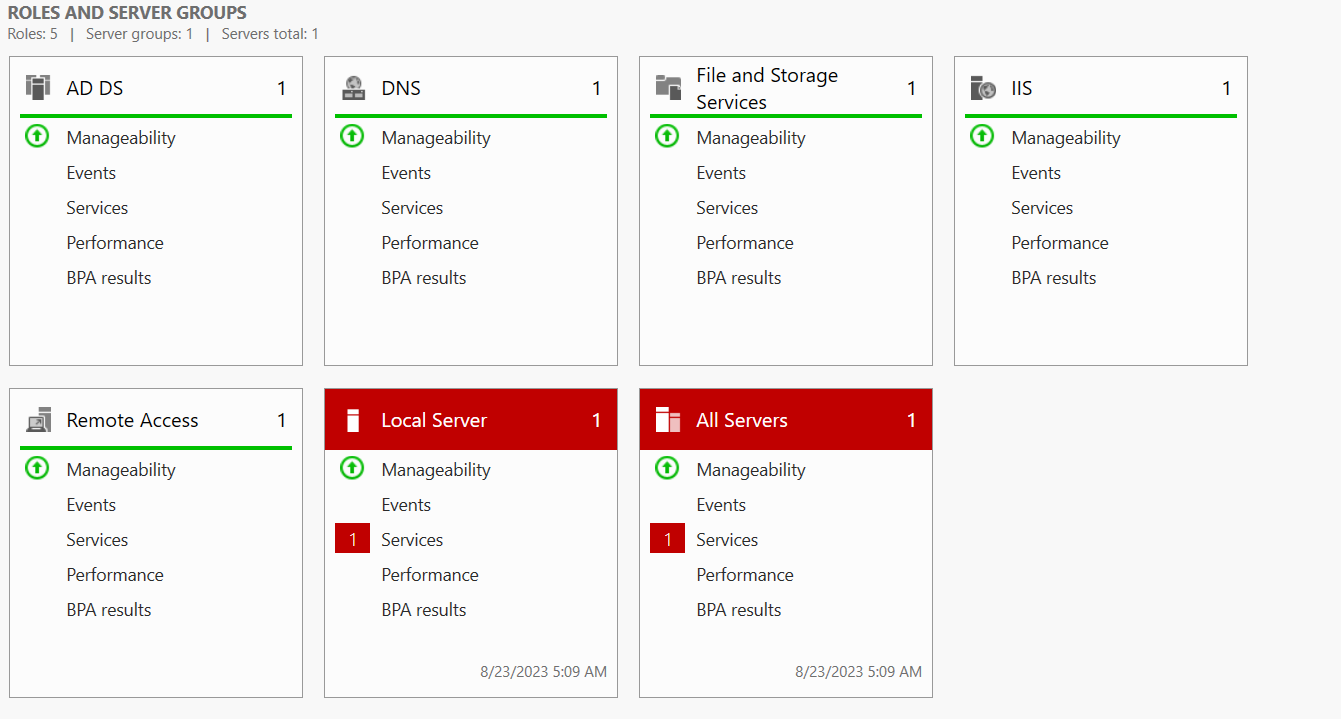 ROLES AND SERVER GROUPS
Roles: 5 | Server groups: 1 | Servers total: 1
AD DS 1
Manageability
Events
Services
Performance
BPA results
DNS 1
Manageability
Events
Services
Performance
BPA results
File and Storage
Services 1
Manageability
Events
Services
Performance
BPA results
IIS 1
Manageability
Events
Services
Performance
BPA results
Remote Access 1
Manageability
Events
Services
Performance
BPA results
Local Server 1
Manageability
Events
1 Services
Performance
BPA results
8/23/2023 5:09 AM
All Servers 1
Manageability
Events
1 Services
Performance
BPA results
8/23/2023 5:09 AM